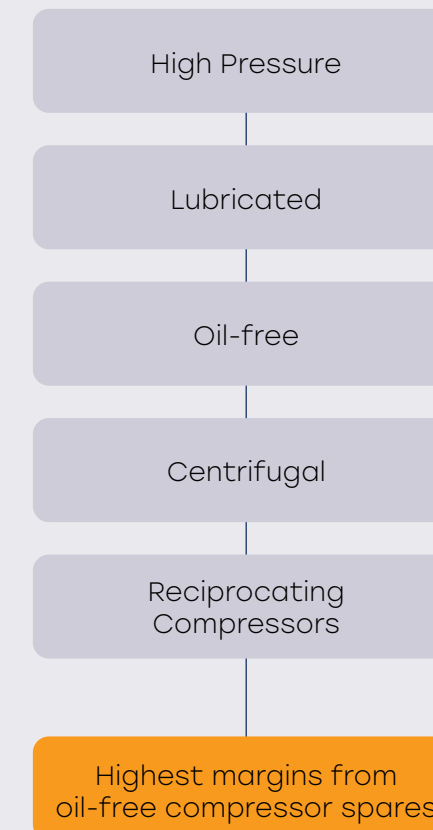 High Pressure
Lubricated
Oil-free
Centrifugal
Reciprocating
Compressors
Highest margins from
oil-free compressor spares